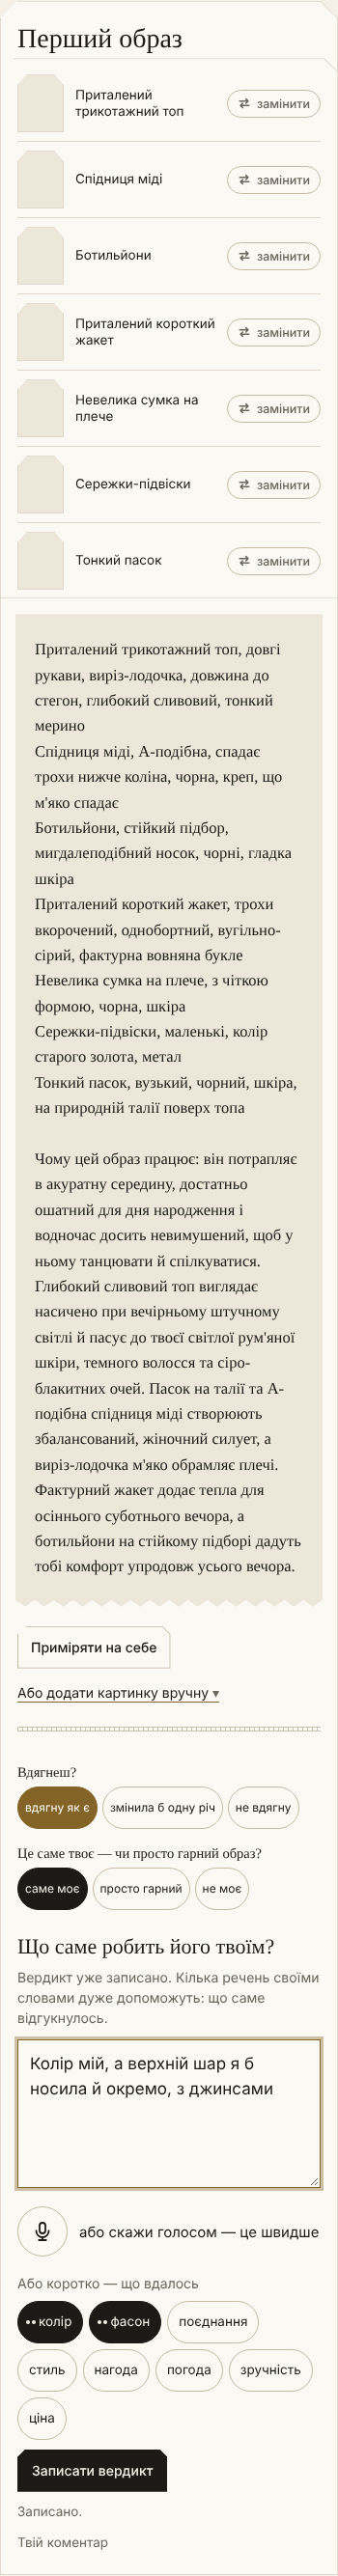 Перший образ
Приталений
трикотажний топ
замінити
Спідниця міді
замінити
Ботильйони
замінити
Приталений короткий
жакет
замінити
Невелика сумка на
плече
замінити
Сережки-підвіски
замінити
Тонкий пасок
замінити
Приталений трикотажний топ, довгі
рукави, виріз-лодочка, довжина до
стегон, глибокий сливовий, тонкий
мерино
Спідниця міді, А-подібна, спадає
трохи нижче коліна, чорна, креп, що
м'яко спадає
Ботильйони, стійкий підбор,
мигдалеподібний носок, чорні, гладка
шкіра
Приталений короткий жакет, трохи
вкорочений, однобортний, вугільно-
сірий, фактурна вовняна букле
Невелика сумка на плече, з чіткою
формою, чорна, шкіра
Сережки-підвіски, маленькі, колір
старого золота, метал
Тонкий пасок, вузький, чорний, шкіра,
на природній талії поверх топа
Чому цей образ працює: він потрапляє
в акуратну середину, достатньо
ошатний для дня народження і
водночас досить невимушений, щоб у
ньому танцювати й спілкуватися.
Глибокий сливовий топ виглядає
насичено при вечірньому штучному
світлі й пасує до твоєї світлої рум'яної
шкіри, темного волосся та сіро-
блакитних очей. Пасок на талії та А-
подібна спідниця міді створюють
збалансований, жіночний силует, а
виріз-лодочка м'яко обрамляє плечі.
Фактурний жакет додає тепла для
осіннього суботнього вечора, а
ботильйони на стійкому підборі дадуть
тобі комфорт упродовж усього вечора.
Приміряти на себе
Або додати картинку вручну ▾
Вдягнеш?
вдягну як є
змінила б одну річ
не вдягну
Це саме твоє — чи просто гарний образ?
саме моє
просто гарний
не моє
Що саме робить його твоїм?
Вердикт уже записано. Кілька речень своїми
словами дуже допоможуть: що саме
відгукнулось.
Колір мій, а верхній шар я б
носила й окремо, з джинсами
або скажи голосом — це швидше
Або коротко — що вдалось
•• колір
•• фасон
поєднання
стиль
нагода
погода
зручність
ціна
Записати вердикт
Записано.
Твій коментар